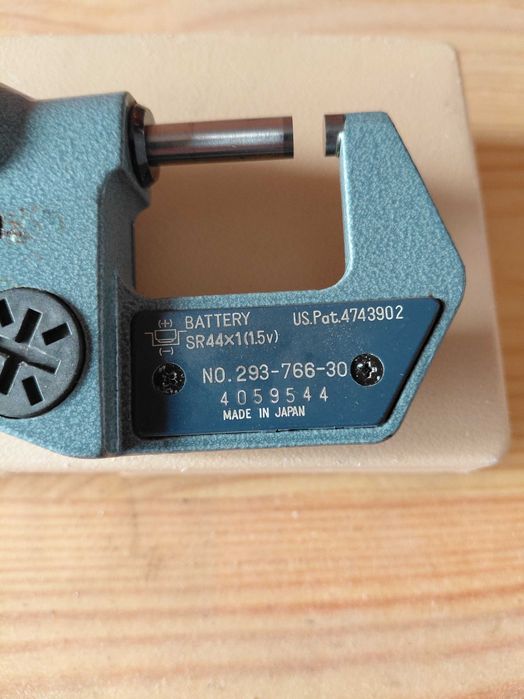 BATTERY US.Pat.4743902
(+)
SR44×1(1.5v)
(−)
NO.293-766-30
4059544
MADE IN JAPAN